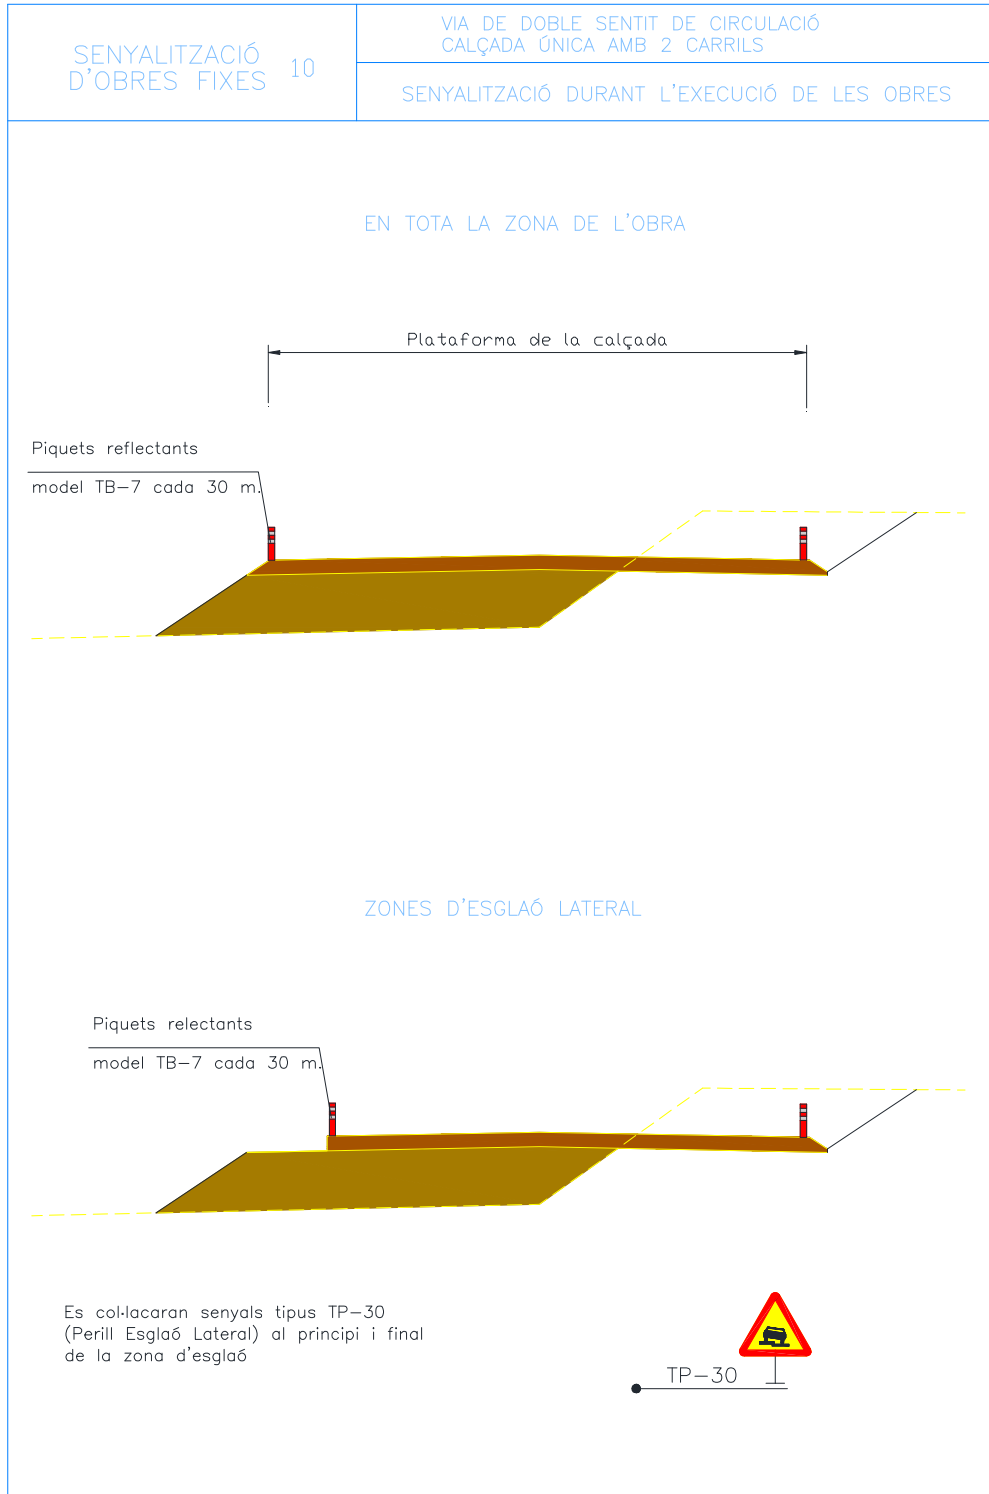 SENYALITZACIÓ
D'OBRES FIXES 10
VIA DE DOBLE SENTIT DE CIRCULACIÓ
CALÇADA ÚNICA AMB 2 CARRILS
SENYALITZACIÓ DURANT L'EXECUCIÓ DE LES OBRES
EN TOTA LA ZONA DE L'OBRA
Plataforma de la calçada
Piquets reflectants
model TB-7 cada 30 m.
ZONES D'ESGLAÓ LATERAL
Piquets relectants
model TB-7 cada 30 m.
Es col·lacaran senyals tipus TP-30
(Perill Esglaó Lateral) al principi i final
de la zona d'esglaó
TP-30